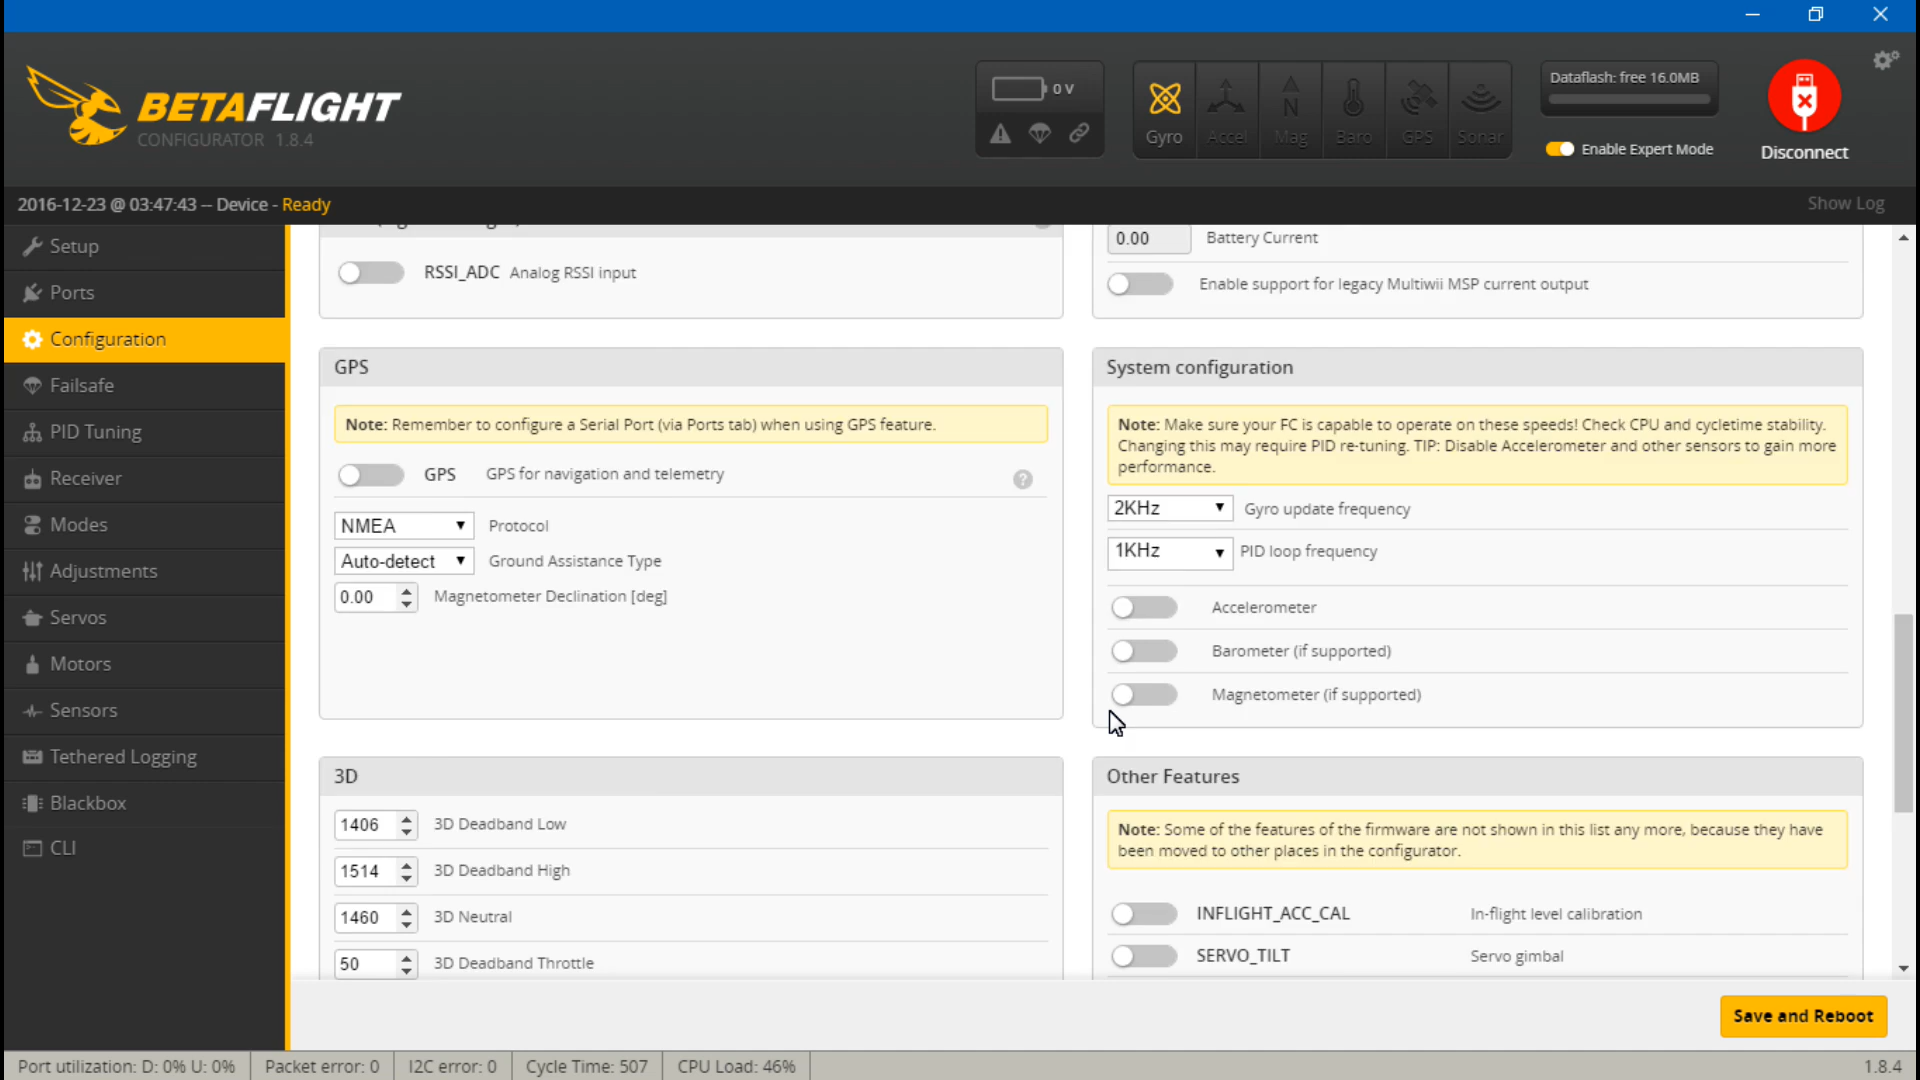 BETAFLIGHT
CONFIGURATOR 1.8.4
0 V
Gyro
Accel
Mag
Baro
GPS
Sonar
Dataflash: free 16.0MB
Enable Expert Mode
Disconnect
2016-12-23 @ 03:47:43 -- Device - Ready
Show Log
Setup
Ports
Configuration
Failsafe
PID Tuning
Receiver
Modes
Adjustments
Servos
Motors
Sensors
Tethered Logging
Blackbox
CLI
RSSI_ADC Analog RSSI input
0.00 Battery Current
Enable support for legacy Multiwii MSP current output
GPS
Note: Remember to configure a Serial Port (via Ports tab) when using GPS feature.
GPS GPS for navigation and telemetry ?
NMEA Protocol
Auto-detect Ground Assistance Type
0.00 Magnetometer Declination [deg]
System configuration
Note: Make sure your FC is capable to operate on these speeds! Check CPU and cycletime stability.
Changing this may require PID re-tuning. TIP: Disable Accelerometer and other sensors to gain more
performance.
2KHz Gyro update frequency
1KHz PID loop frequency
Accelerometer
Barometer (if supported)
Magnetometer (if supported)
3D
1406 3D Deadband Low
1514 3D Deadband High
1460 3D Neutral
50 3D Deadband Throttle
Other Features
Note: Some of the features of the firmware are not shown in this list any more, because they have
been moved to other places in the configurator.
INFLIGHT_ACC_CAL In-flight level calibration
SERVO_TILT Servo gimbal
Save and Reboot
Port utilization: D: 0% U: 0%
Packet error: 0
I2C error: 0
Cycle Time: 507
CPU Load: 46%
1.8.4